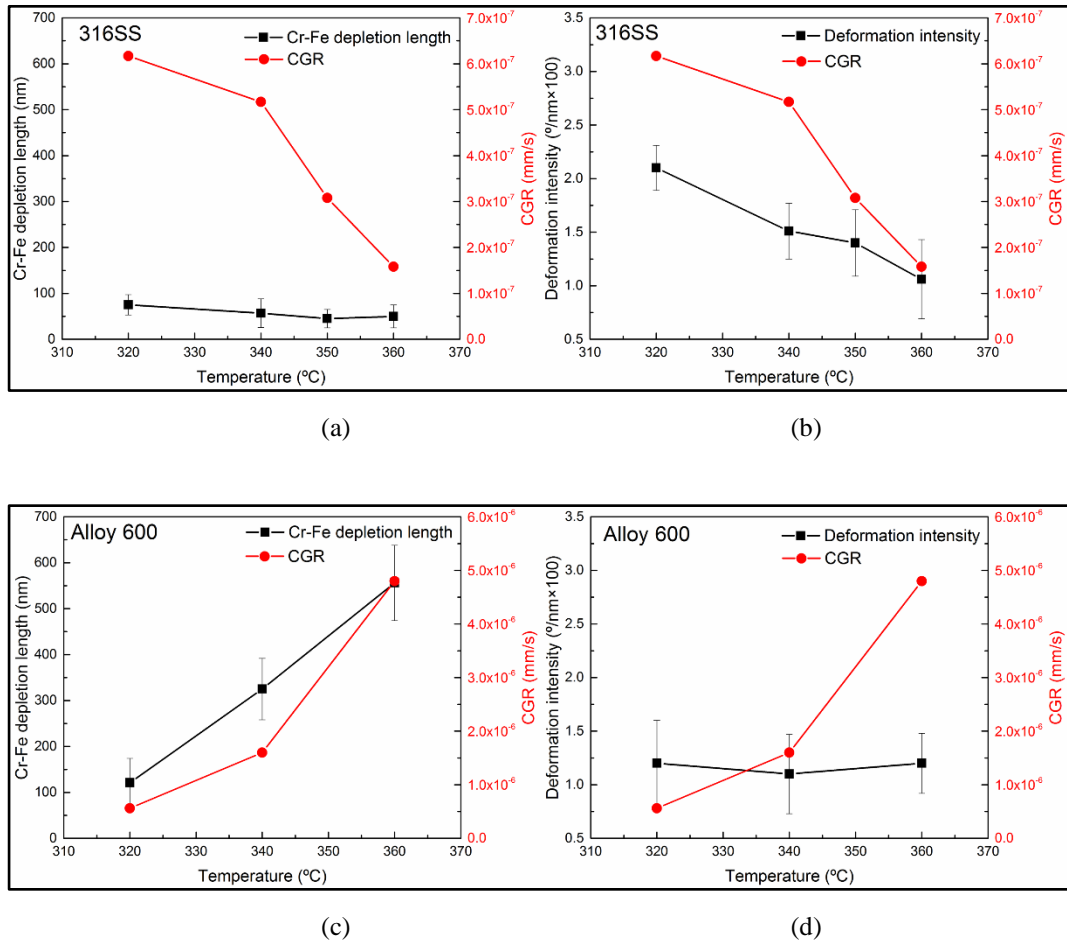 316SS
Cr-Fe depletion length
CGR
Cr-Fe depletion length (nm)
700
600
500
400
300
200
100
0
7.0x10⁻⁷
6.0x10⁻⁷
5.0x10⁻⁷
4.0x10⁻⁷
3.0x10⁻⁷
2.0x10⁻⁷
1.0x10⁻⁷
0.0
CGR (mm/s)
310 320 330 340 350 360 370
Temperature (ºC)
(a)
316SS
Deformation intensity
CGR
Deformation intensity (º/nm×100)
3.5
3.0
2.5
2.0
1.5
1.0
0.5
7.0x10⁻⁷
6.0x10⁻⁷
5.0x10⁻⁷
4.0x10⁻⁷
3.0x10⁻⁷
2.0x10⁻⁷
1.0x10⁻⁷
0.0
CGR (mm/s)
310 320 330 340 350 360 370
Temperature (ºC)
(b)
Alloy 600
Cr-Fe depletion length
CGR
Cr-Fe depletion length (nm)
700
600
500
400
300
200
100
0
6.0x10⁻⁶
5.0x10⁻⁶
4.0x10⁻⁶
3.0x10⁻⁶
2.0x10⁻⁶
1.0x10⁻⁶
0.0
CGR (mm/s)
310 320 330 340 350 360 370
Temperature (ºC)
(c)
Alloy 600
Deformation intensity
CGR
Deformation intensity (º/nm×100)
3.5
3.0
2.5
2.0
1.5
1.0
0.5
6.0x10⁻⁶
5.0x10⁻⁶
4.0x10⁻⁶
3.0x10⁻⁶
2.0x10⁻⁶
1.0x10⁻⁶
0.0
CGR (mm/s)
310 320 330 340 350 360 370
Temperature (ºC)
(d)